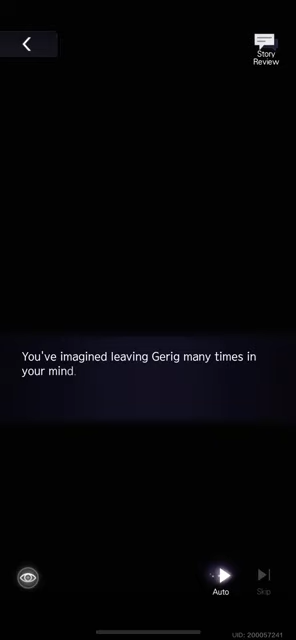 Story
Review
You've imagined leaving Gerig many times in
your mind.
Auto
Skip
UID: 200057241